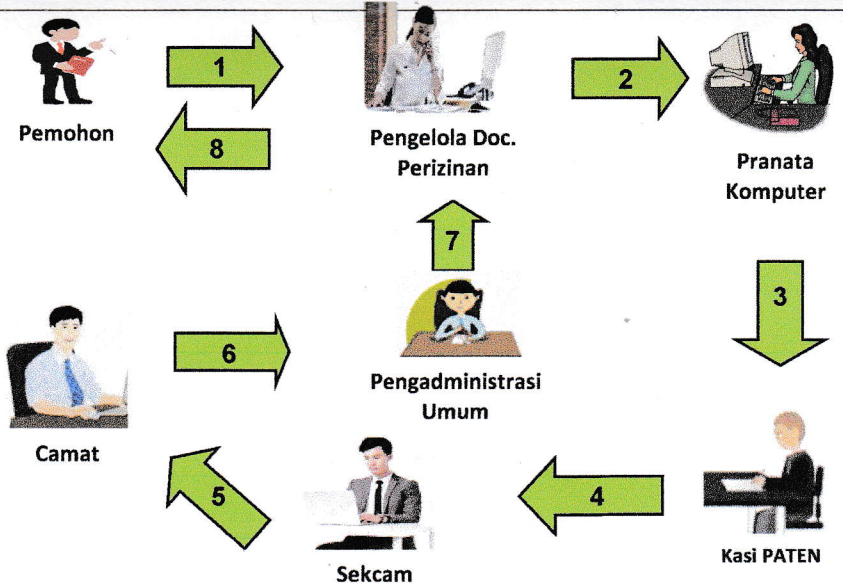 1
2
Pemohon
8
Pengelola Doc.
Perizinan
Pranata
Komputer
7
3
6
Pengadministrasi
Umum
Camat
5
4
Sekcam
Kasi PATEN